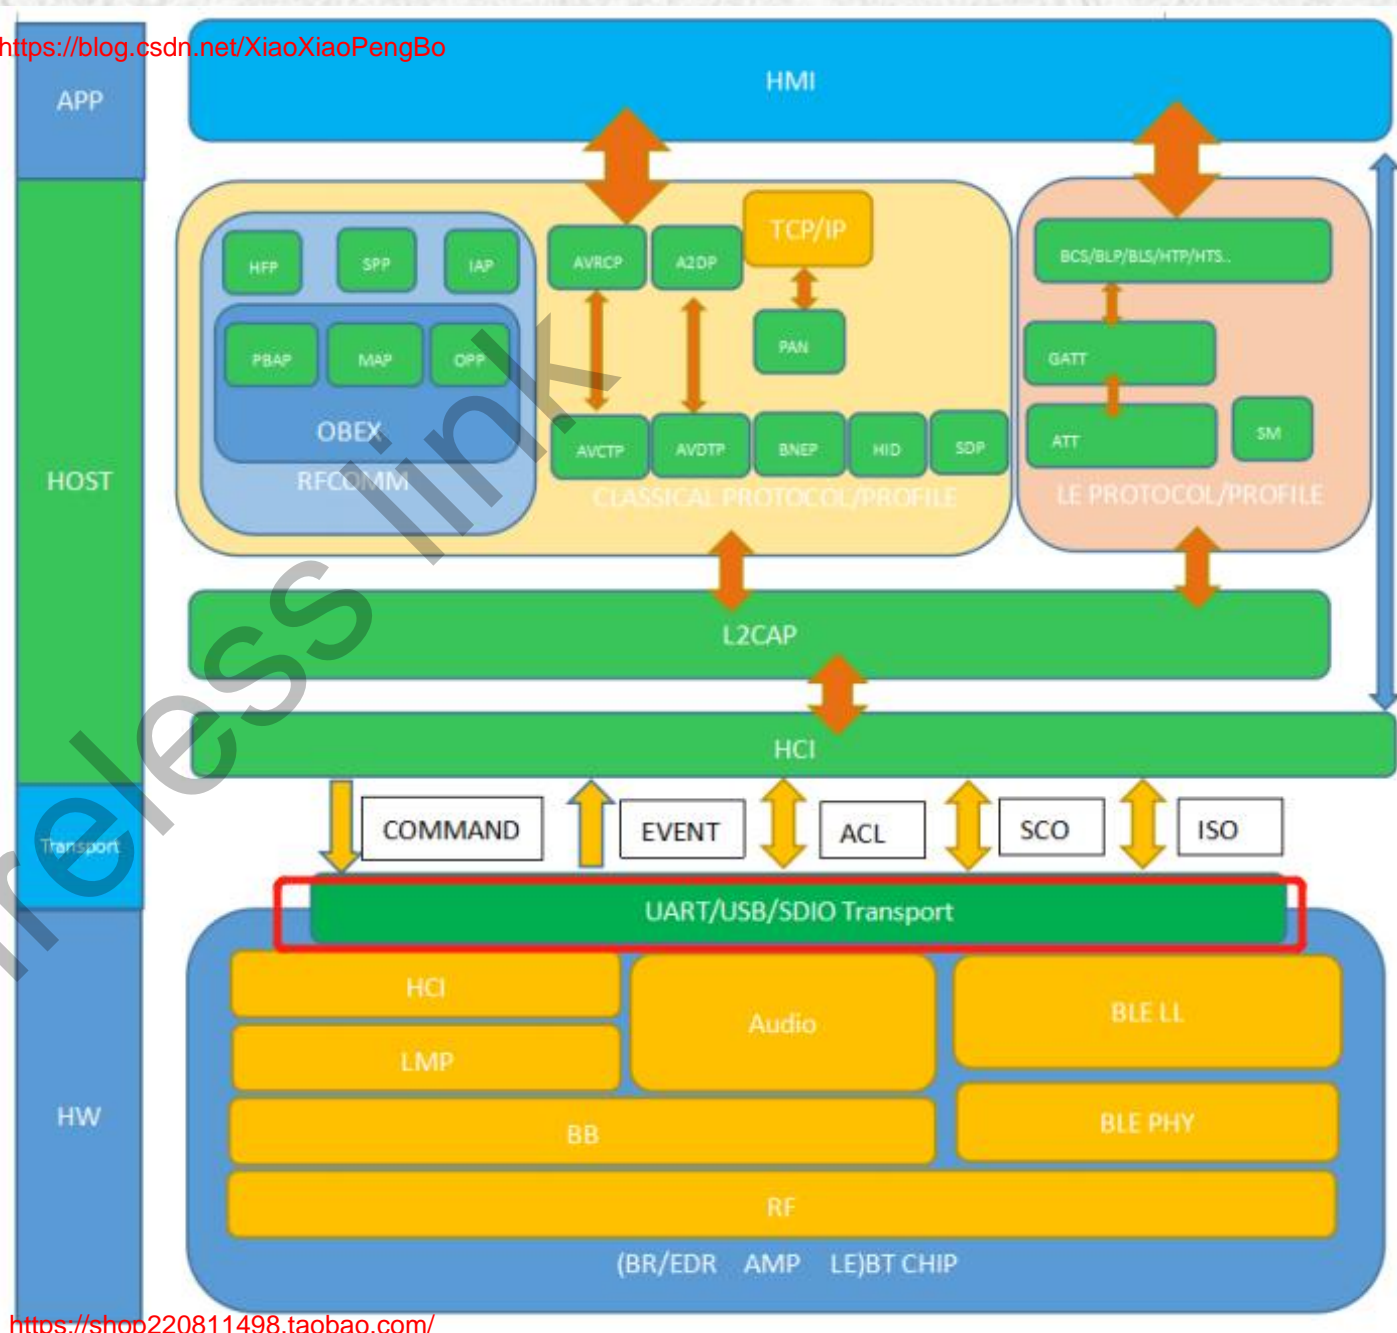 https://blog.csdn.net/XiaoXiaoPengBo
APP
HMI
HOST
HFP
SPP
IAP
AVRCP
A2DP
TCP/IP
BCS/BLP/BLS/HTP/HTS..
PBAP
MAP
OPP
PAN
GATT
OBEX
RFCOMM
AVCTP
AVDTP
BNEP
HID
SDP
ATT
SM
CLASSICAL PROTOCOL/PROFILE
LE PROTOCOL/PROFILE
L2CAP
HCI
Transport
COMMAND
EVENT
ACL
SCO
ISO
UART/USB/SDIO Transport
HW
HCI
Audio
BLE LL
LMP
BB
BLE PHY
RF
(BR/EDR AMP LE)BT CHIP
reless link
https://shop220811498.taobao.com/